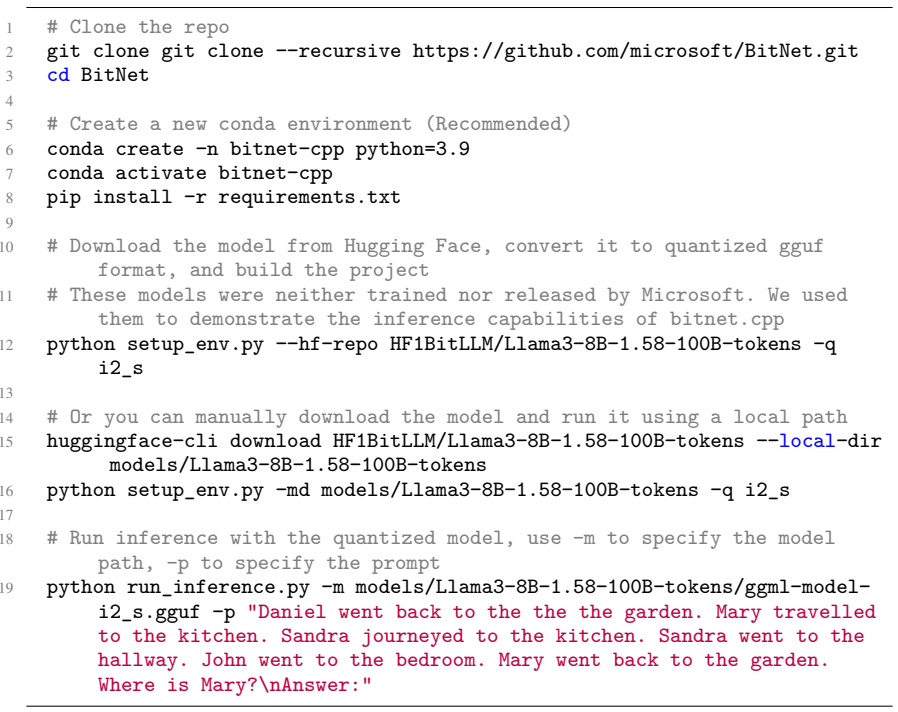 1 # Clone the repo
2 git clone git clone --recursive https://github.com/microsoft/BitNet.git
3 cd BitNet
4
5 # Create a new conda environment (Recommended)
6 conda create -n bitnet-cpp python=3.9
7 conda activate bitnet-cpp
8 pip install -r requirements.txt
9
10 # Download the model from Hugging Face, convert it to quantized gguf
format, and build the project
11 # These models were neither trained nor released by Microsoft. We used
them to demonstrate the inference capabilities of bitnet.cpp
12 python setup_env.py --hf-repo HF1BitLLM/Llama3-8B-1.58-100B-tokens -q
i2_s
13
14 # Or you can manually download the model and run it using a local path
15 huggingface-cli download HF1BitLLM/Llama3-8B-1.58-100B-tokens --local-dir
models/Llama3-8B-1.58-100B-tokens
16 python setup_env.py -md models/Llama3-8B-1.58-100B-tokens -q i2_s
17
18 # Run inference with the quantized model, use -m to specify the model
path, -p to specify the prompt
19 python run_inference.py -m models/Llama3-8B-1.58-100B-tokens/ggml-model-
i2_s.gguf -p "Daniel went back to the the the garden. Mary travelled
to the kitchen. Sandra journeyed to the kitchen. Sandra went to the
hallway. John went to the bedroom. Mary went back to the garden.
Where is Mary?\nAnswer:"